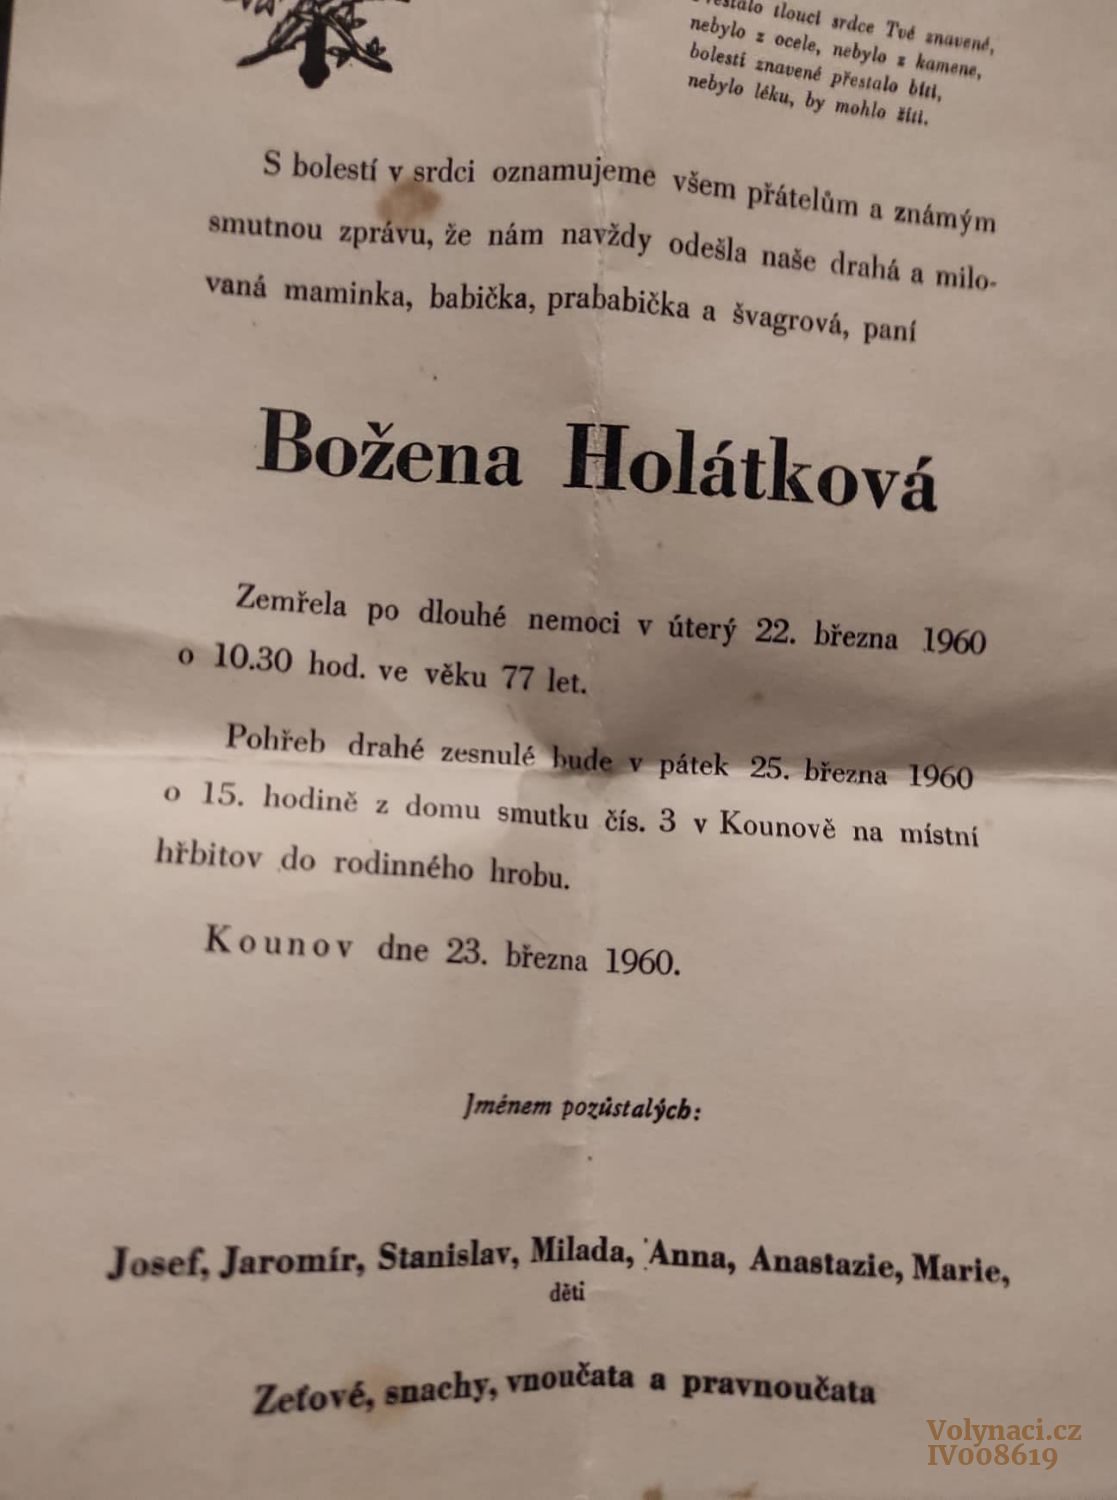 Přestalo tlouci srdce Tvé znavené,
nebylo z ocele, nebylo z kamene,
bolestí znavené přestalo bíti,
nebylo léku, by mohlo žíti.
S bolestí v srdci oznamujeme všem přátelům a známým
smutnou zprávu, že nám navždy odešla naše drahá a milo-
vaná maminka, babička, prababička a švagrová, paní
Božena Holátková
Zemřela po dlouhé nemoci v úterý 22. března 1960
o 10.30 hod. ve věku 77 let.
Pohřeb drahé zesnulé bude v pátek 25. března 1960
o 15. hodině z domu smutku čís. 3 v Kounově na místní
hřbitov do rodinného hrobu.
Kounov dne 23. března 1960.
Jménem pozůstalých:
Josef, Jaromír, Stanislav, Milada, Anna, Anastazie, Marie,
děti
Zeťové, snachy, vnoučata a pravnoučata
Volynaci.cz
IV008619